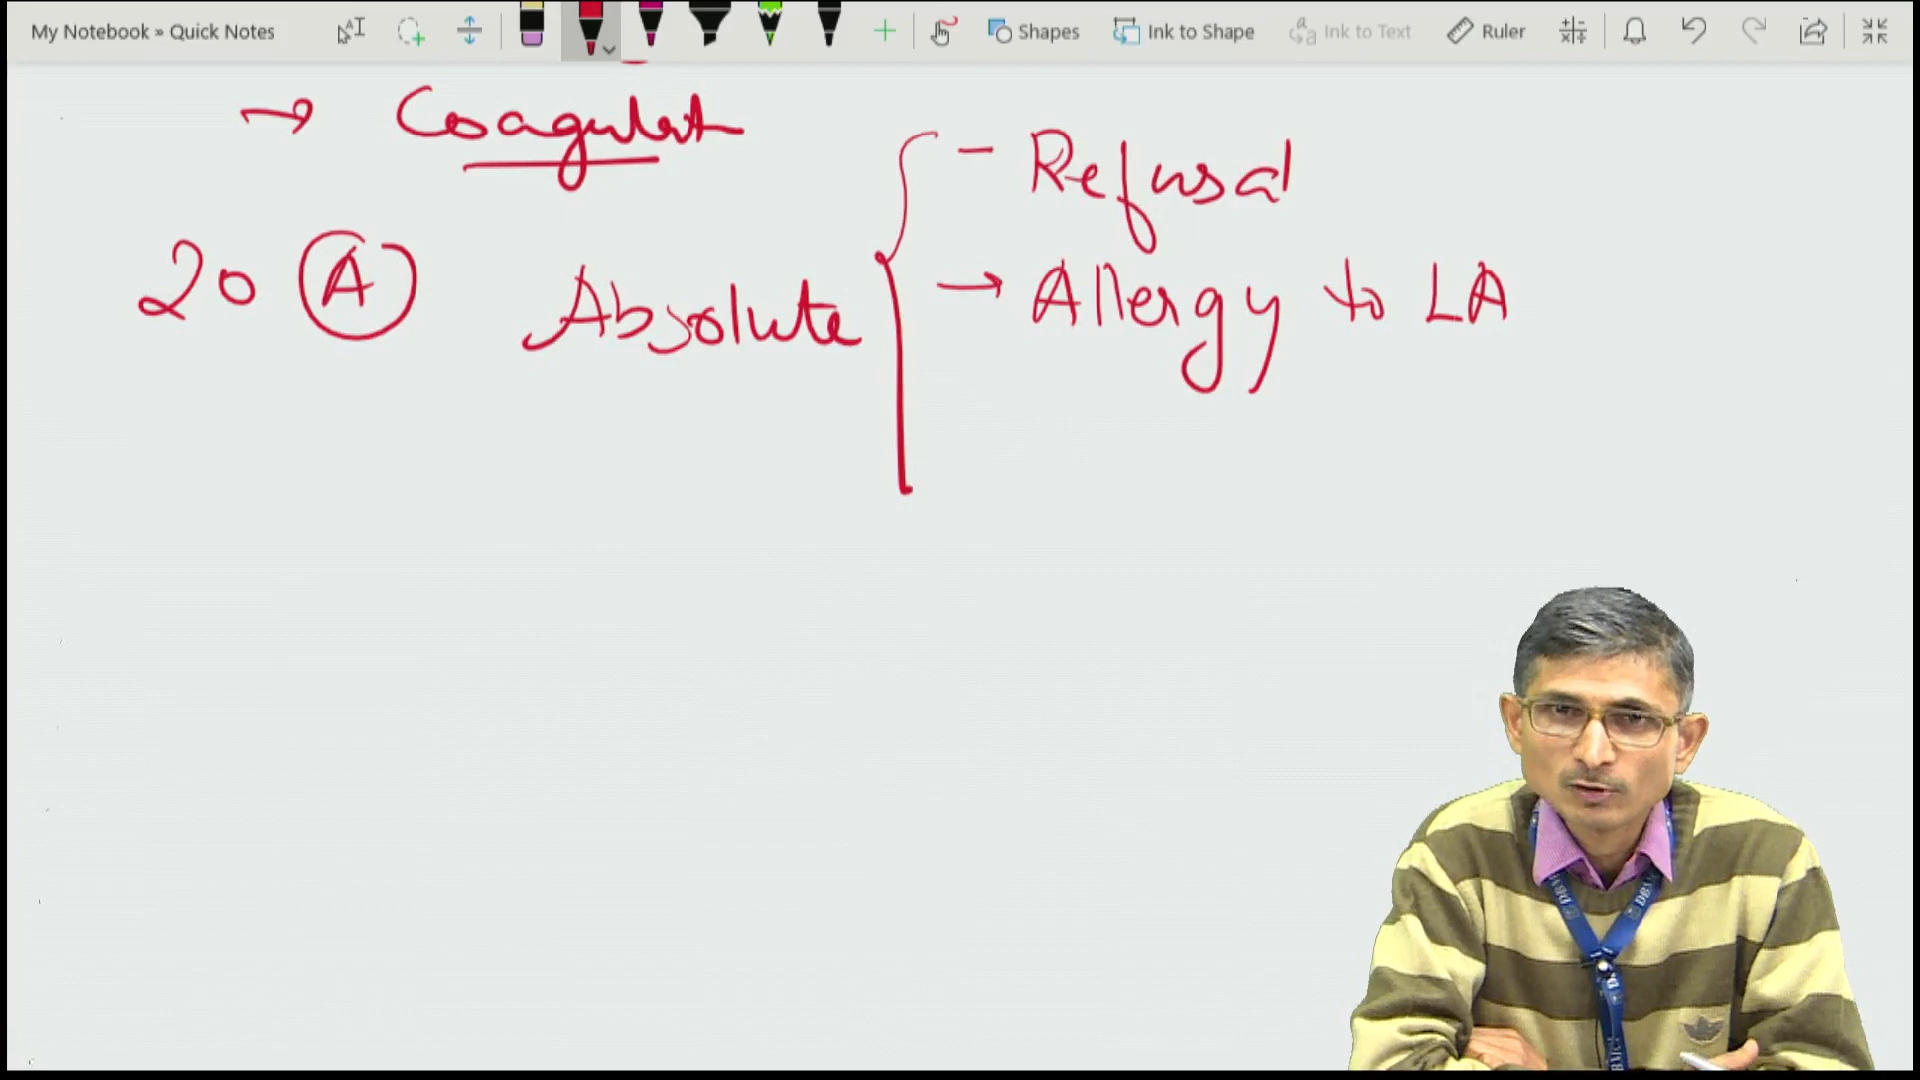 My Notebook » Quick Notes Shapes Ink to Shape Ink to Text Ruler
→ Coagulat
- Refusal
20 A Absolute
→ Allergy to LA